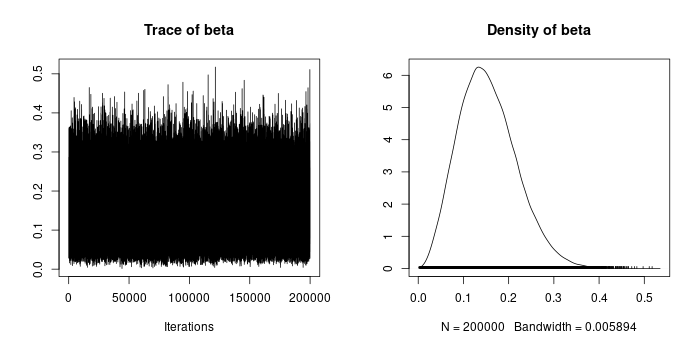 Trace of beta
0.5
0.4
0.3
0.2
0.1
0.0
0 50000 100000 150000 200000
Iterations
Density of beta
6
5
4
3
2
1
0
0.0 0.1 0.2 0.3 0.4 0.5
N = 200000 Bandwidth = 0.005894